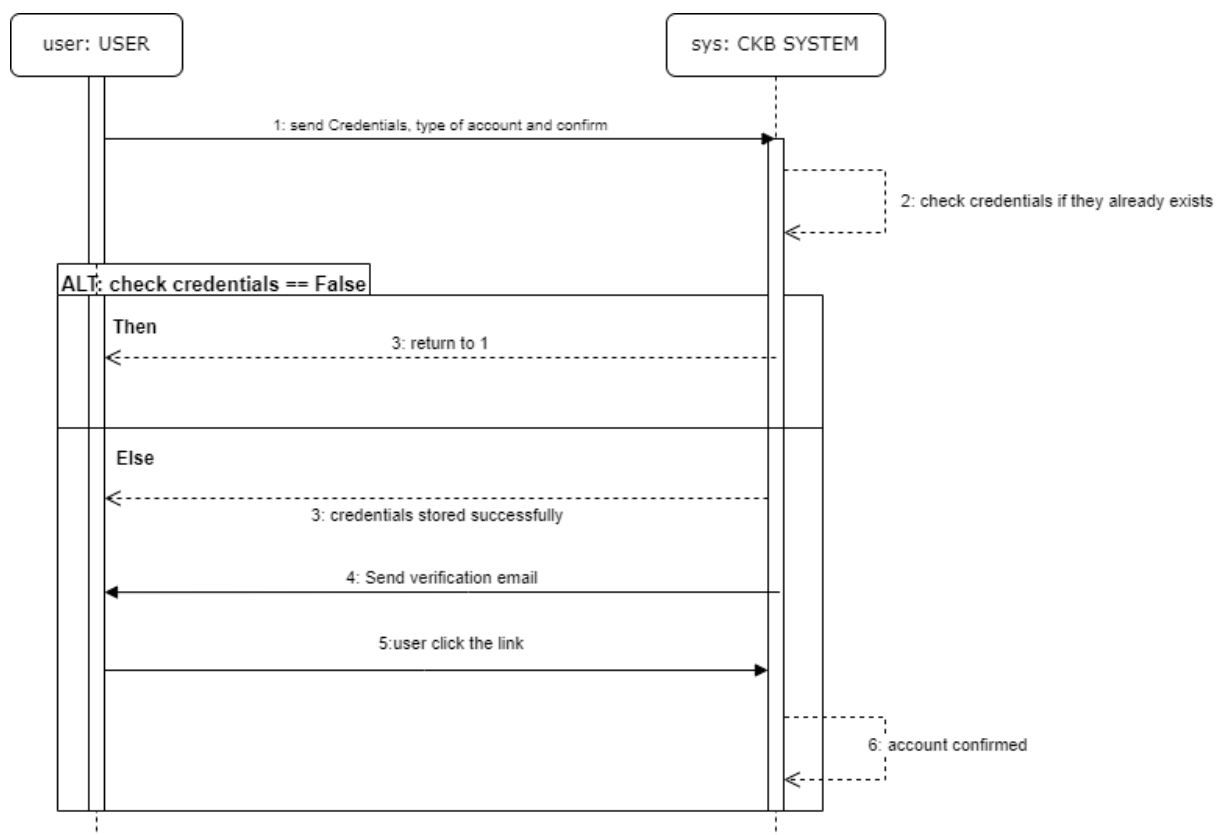 user: USER
sys: CKB SYSTEM
1: send Credentials, type of account and confirm
2: check credentials if they already exists
ALT: check credentials == False
Then
3: return to 1
Else
3: credentials stored successfully
4: Send verification email
5:user click the link
6: account confirmed